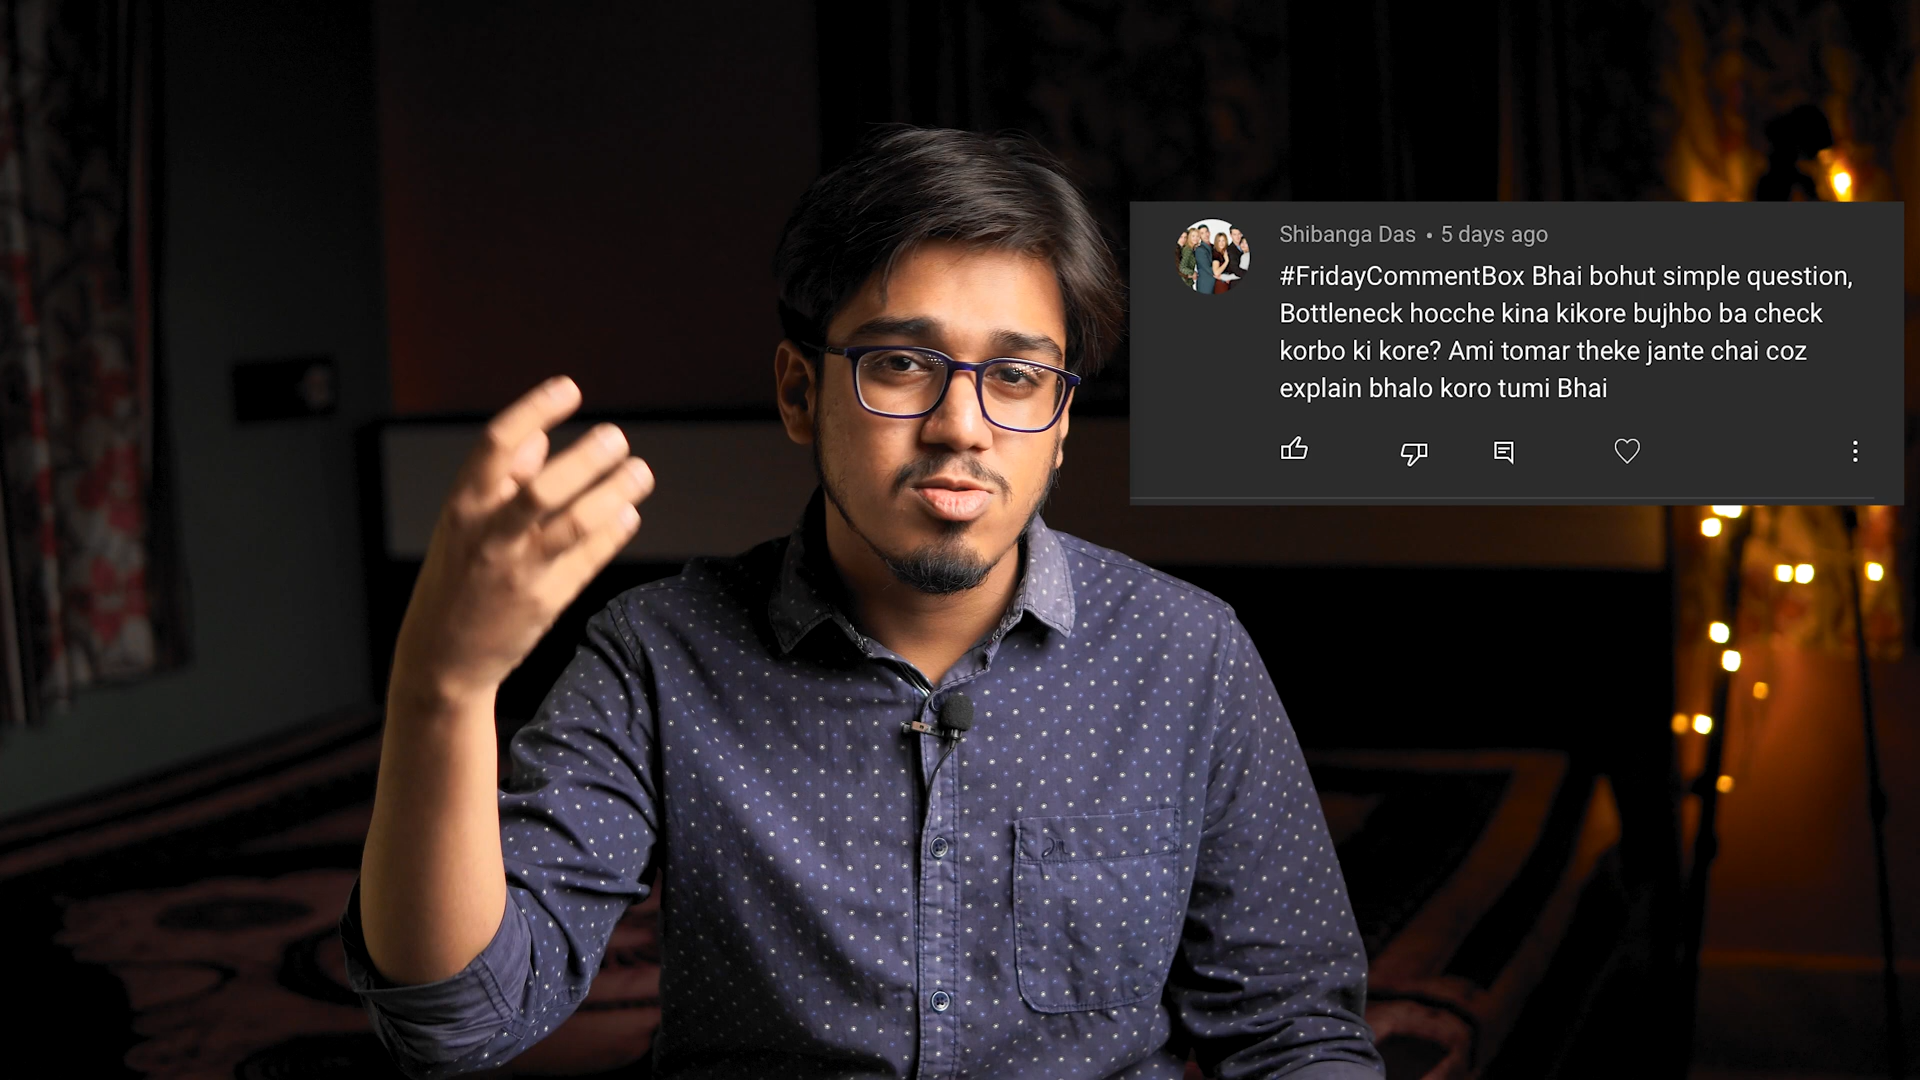 Shibanga Das • 5 days ago
#FridayCommentBox Bhai bohut simple question,
Bottleneck hocche kina kikore bujhbo ba check
korbo ki kore? Ami tomar theke jante chai coz
explain bhalo koro tumi Bhai